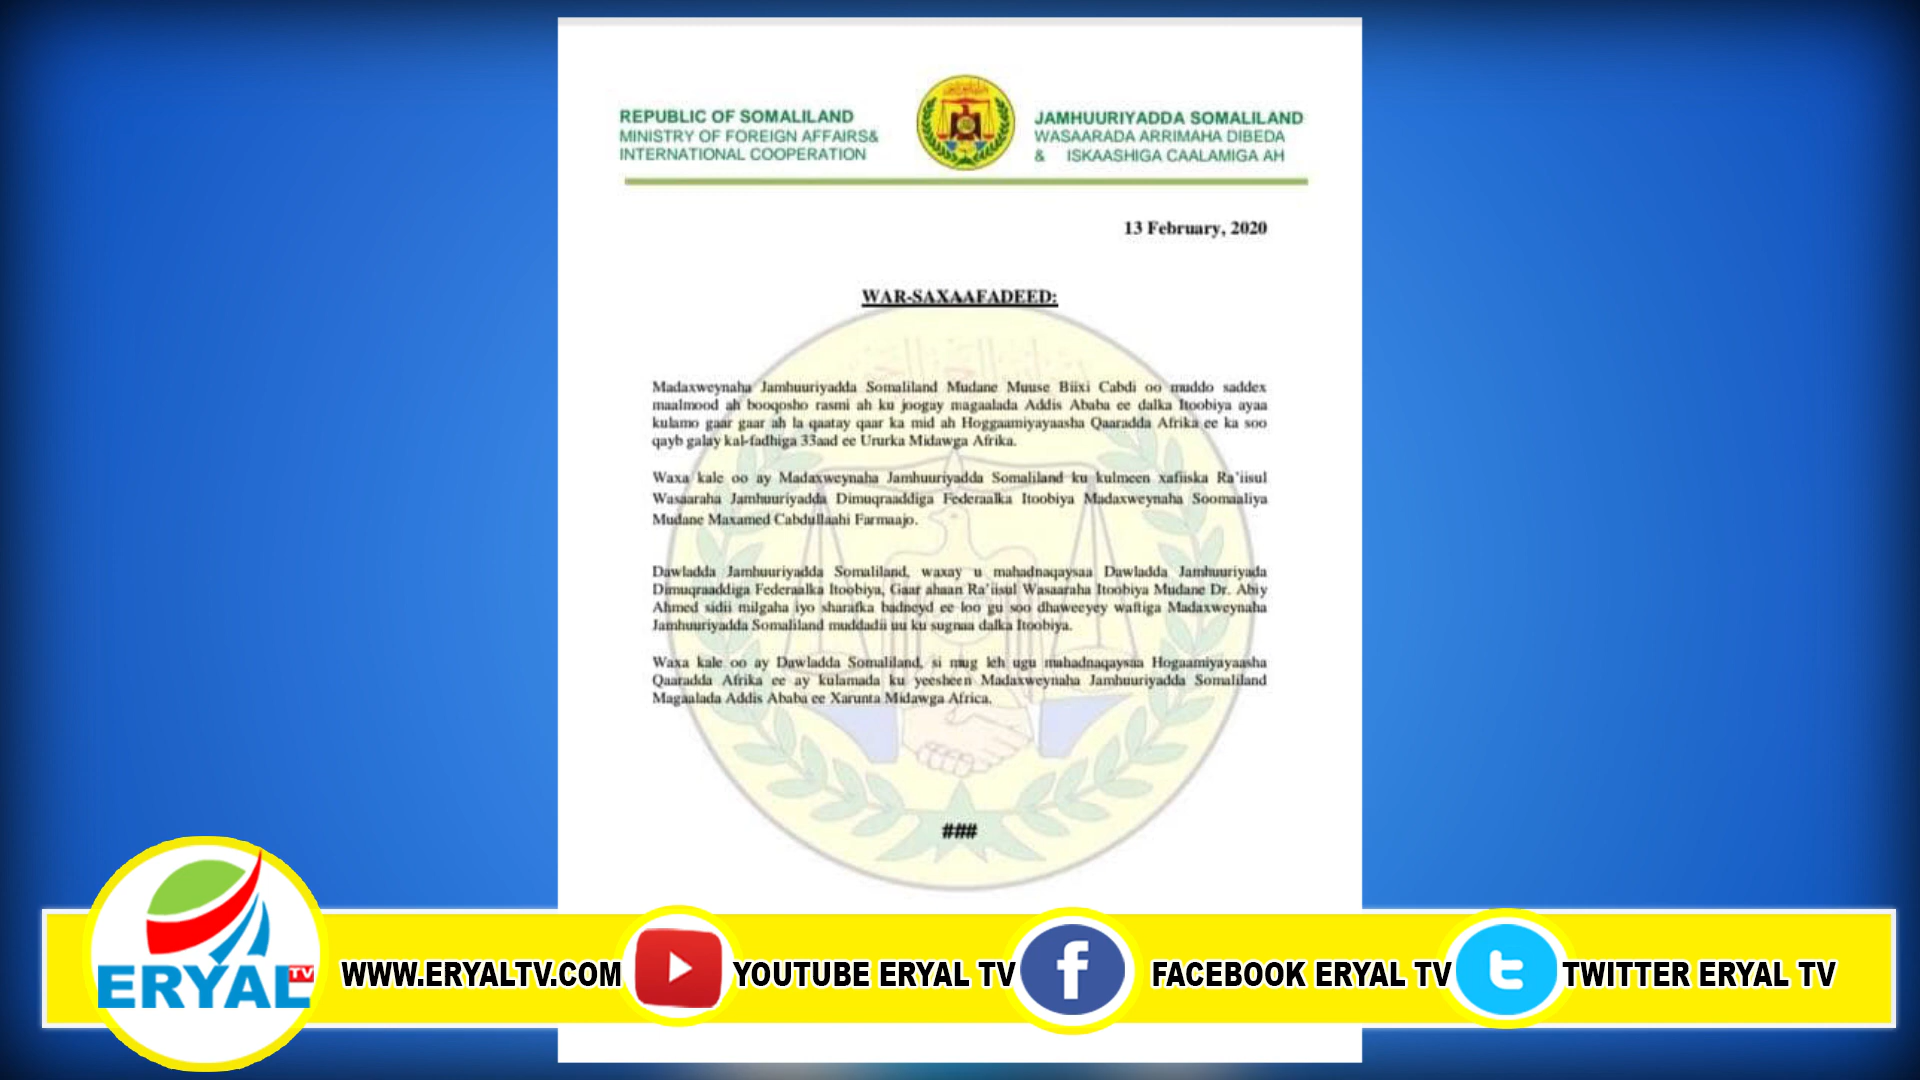 REPUBLIC OF SOMALILAND
MINISTRY OF FOREIGN AFFAIRS&
INTERNATIONAL COOPERATION
JAMHUURIYADDA SOMALILAND
WASAARADA ARRIMAHA DIBEDA
& ISKAASHIGA CAALAMIGA AH
13 February, 2020
WAR-SAXAAFADEED:
Madaxweynaha Jamhuuriyadda Somaliland Mudane Muuse Biixi Cabdi oo muddo saddex
maalmood ah booqosho rasmi ah ku joogay magaalada Addis Ababa ee dalka Itoobiya ayaa
kulamo gaar gaar ah la qaatay qaar ka mid ah Hoggaamiyayaasha Qaaradda Afrika ee ka soo
qayb galay kal-fadhiga 33aad ee Ururka Midawga Afrika.
Waxa kale oo ay Madaxweynaha Jamhuuriyadda Somaliland ku kulmeen xafiiska Ra'iisul
Wasaaraha Jamhuuriyadda Dimuqraaddiga Federaalka Itoobiya Madaxweynaha Soomaaliya
Mudane Maxamed Cabdullaahi Farmaajo.
Dawladda Jamhuuriyadda Somaliland, waxay u mahadnaqaysaa Dawladda Jamhuuriyada
Dimuqraaddiga Federaalka Itoobiya, Gaar ahaan Ra'iisul Wasaaraha Itoobiya Mudane Dr. Abiy
Ahmed sidii milgaha iyo sharafka badneyd ee loo gu soo dhaweeyey waftiga Madaxweynaha
Jamhuuriyadda Somaliland muddadii uu ku sugnaa dalka Itoobiya.
Waxa kale oo ay Dawladda Somaliland, si mug leh ugu mahadnaqaysaa Hogaamiyayaasha
Qaaradda Afrika ee ay kulamada ku yeesheen Madaxweynaha Jamhuuriyadda Somaliland
Magaalada Addis Ababa ee Xarunta Midawga Africa.
###
ERYAL TV
WWW.ERYALTV.COM
YOUTUBE ERYAL TV
FACEBOOK ERYAL TV
TWITTER ERYAL TV